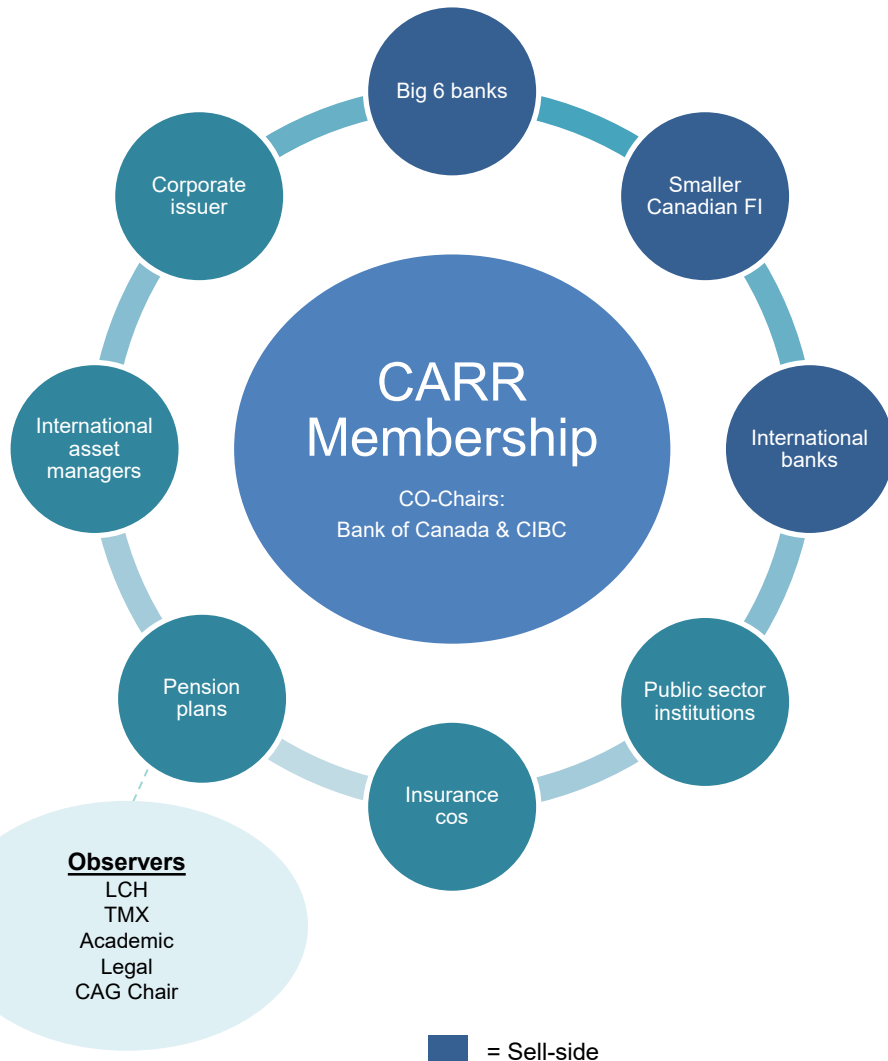 Big 6 banks
Smaller
Canadian FI
International
banks
Public sector
institutions
Insurance
cos
Pension
plans
International
asset
managers
Corporate
issuer
CARR
Membership
CO-Chairs:
Bank of Canada & CIBC
Observers
LCH
TMX
Academic
Legal
CAG Chair
= Sell-side